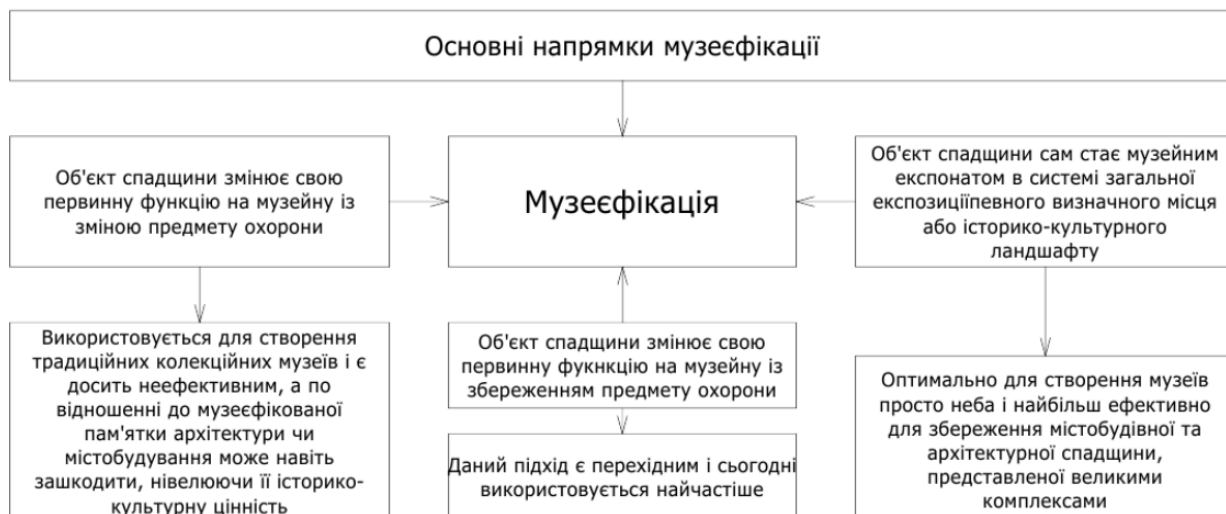 Основні напрямки музеєфікації
Об'єкт спадщини змінює свою
первинну функцію на музейну із
зміною предмету охорони
Музеєфікація
Об'єкт спадщини сам стає музейним
експонатом в системі загальної
експозиціїпевного визначного місця
або історико-культурного
ландшафту
Використовується для створення
традиційних колекційних музеїв і є
досить неефективним, а по
відношенні до музеєфікованої
пам'ятки архітектури чи
містобудування може навіть
зашкодити, нівелюючи її історико-
культурну цінність
Об'єкт спадщини змінює свою
первинну фукнкцію на музейну із
збереженням предмету охорони
Даний підхід є перехідним і сьогодні
використовується найчастіше
Оптимально для створення музеїв
просто неба і найбільш ефективно
для збереження містобудівної та
архітектурної спадщини,
представленої великими
комплексами